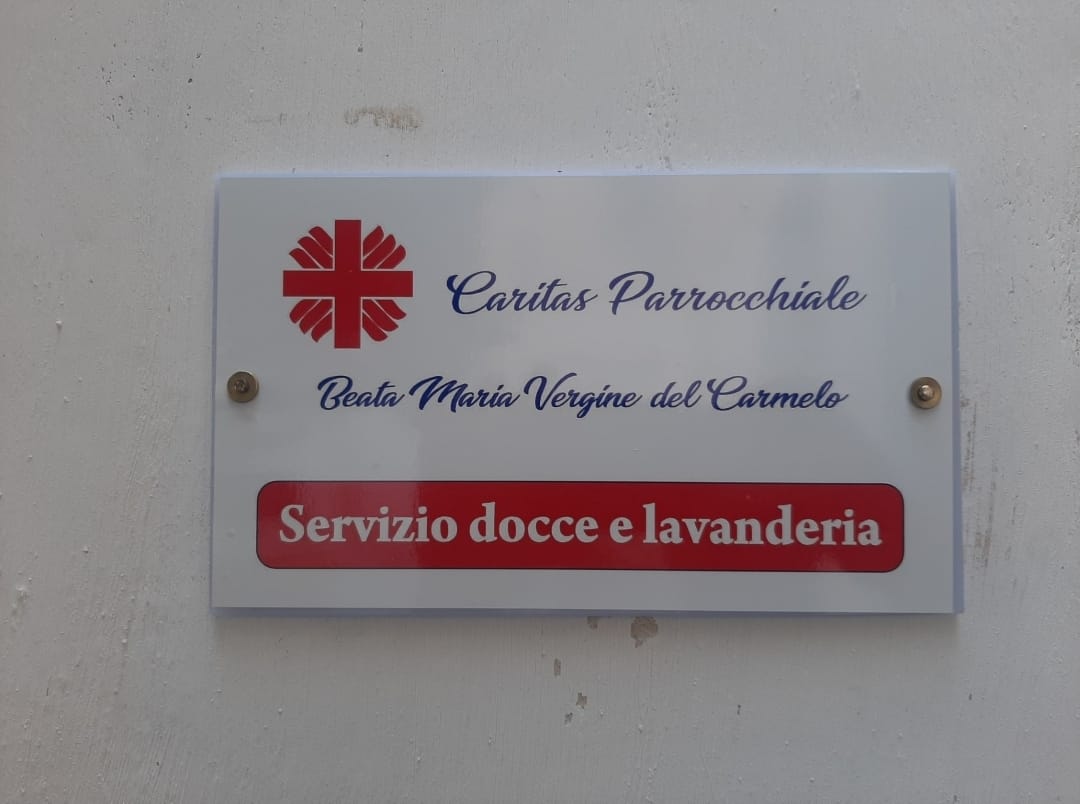 Caritas Parrocchiale
Beata Maria Vergine del Carmelo
Servizio docce e lavanderia